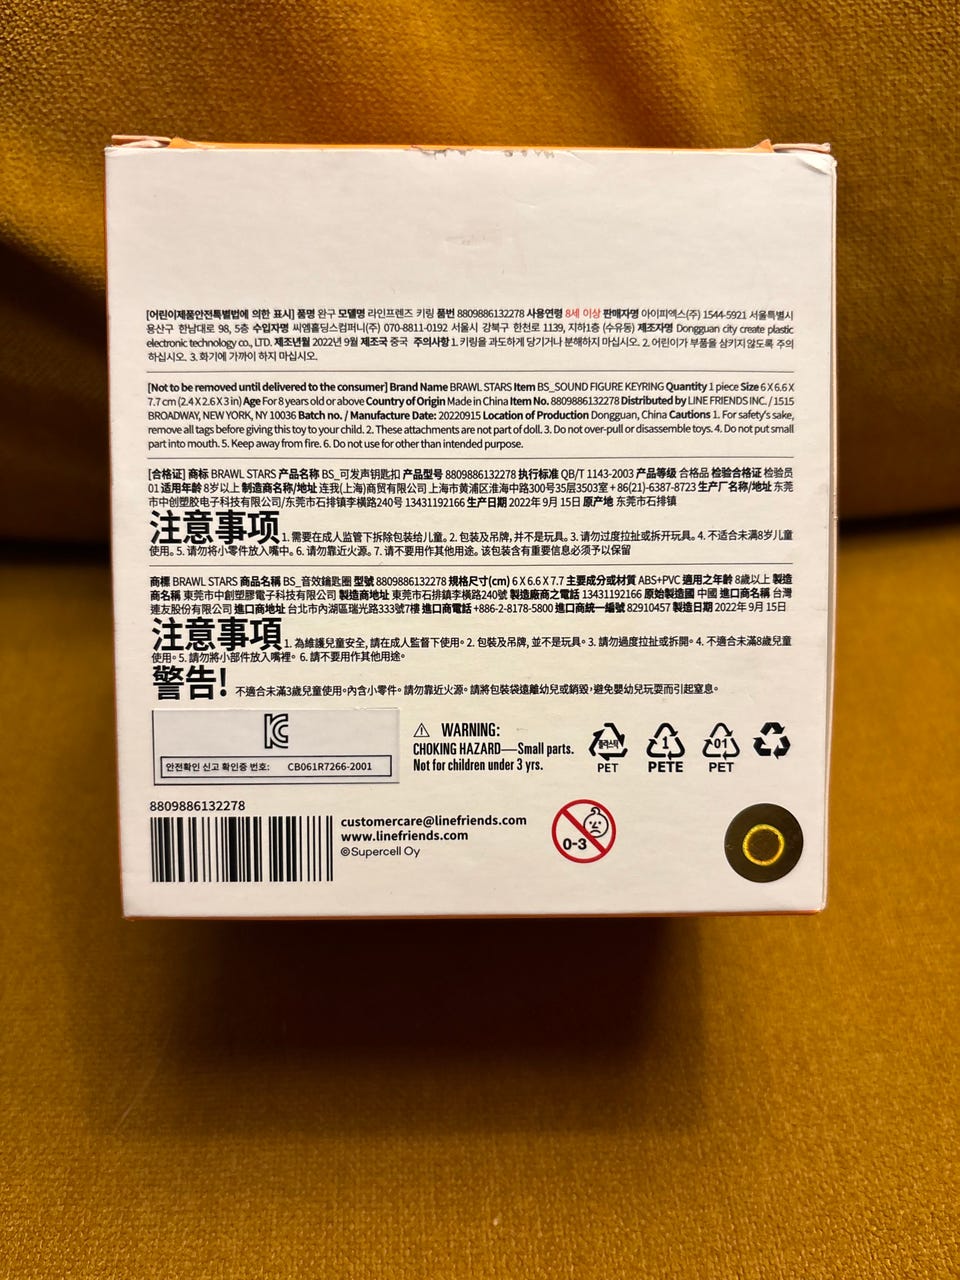 [어린이제품안전특별법에 의한 표시] 품명 완구 모델명 라인프렌즈 키링 품번 8809886132278 사용연령 8세 이상 판매자명 아이피엑스(주) 1544-5921 서울특별시
용산구 한남대로 98, 5층 수입자명 씨엠홀딩스컴퍼니(주) 070-8811-0192 서울시 강북구 한천로 1139, 지하1층 (수유동) 제조자명 Dongguan city create plastic
electronic technology co., LTD. 제조년월 2022년 9월 제조국 중국 주의사항 1. 키링을 과도하게 당기거나 분해하지 마십시오. 2. 어린이가 부품을 삼키지 않도록 주의
하십시오. 3. 화기에 가까이 하지 마십시오.
[Not to be removed until delivered to the consumer] Brand Name BRAWL STARS Item BS_SOUND FIGURE KEYRING Quantity 1 piece Size 6 X 6.6 X
7.7 cm (2.4 X 2.6 X 3 in) Age For 8 years old or above Country of Origin Made in China Item No. 8809886132278 Distributed by LINE FRIENDS INC. / 1515
BROADWAY, NEW YORK, NY 10036 Batch no. / Manufacture Date: 20220915 Location of Production Dongguan, China Cautions 1. For safety's sake,
remove all tags before giving this toy to your child. 2. These attachments are not part of doll. 3. Do not over-pull or disassemble toys. 4. Do not put small
part into mouth. 5. Keep away from fire. 6. Do not use for other than intended purpose.
[合格证] 商标 BRAWL STARS 产品名称 BS_可发声钥匙扣 产品型号 8809886132278 执行标准 QB/T 1143-2003 产品等级 合格品 检验合格证 检验员
01 适用年龄 8岁以上 制造商名称/地址 连我(上海)商贸有限公司 上海市黄浦区淮海中路300号35层3503室 + 86(21)-6387-8723 生产厂名称/地址 东莞
市中创塑胶电子科技有限公司/东莞市石排镇李横路240号 13431192166 生产日期 2022年 9月 15日 原产地 东莞市石排镇
注意事项 1. 需要在成人监管下拆除包装给儿童。 2. 包装及吊牌, 并不是玩具。 3. 请勿过度拉扯或拆开玩具。 4. 不适合未满8岁儿童
使用。 5. 请勿将小零件放入嘴中。 6. 请勿靠近火源。 7. 请不要用作其他用途。 该包装含有重要信息必须予以保留
商標 BRAWL STARS 商品名稱 BS_音效鑰匙圈 型號 8809886132278 規格尺寸(cm) 6 X 6.6 X 7.7 主要成分或材質 ABS+PVC 適用之年齡 8歲以上 製造
商名稱 東莞市中創塑膠電子科技有限公司 製造商地址 東莞市石排鎮李橫路240號 製造廠商之電話 13431192166 原始製造國 中國 進口商名稱 台灣
連友股份有限公司 進口商地址 台北市內湖區瑞光路333號7樓 進口商電話 +886-2-8178-5800 進口商統一編號 82910457 製造日期 2022年 9月 15日
注意事項 1. 為維護兒童安全, 請在成人監督下使用。 2. 包裝及吊牌, 並不是玩具。 3. 請勿過度拉扯或拆開。 4. 不適合未滿8歲兒童
使用。 5. 請勿將小部件放入嘴裡。 6. 請不要用作其他用途。
警告! 不適合未滿3歲兒童使用。內含小零件。請勿靠近火源。請將包裝袋遠離幼兒或銷毀,避免嬰幼兒玩耍而引起窒息。
KC
안전확인 신고 확인증 번호: CB061R7266-2001
WARNING:
CHOKING HAZARD—Small parts.
Not for children under 3 yrs.
플라스틱
PET
1
PETE
01
PET
8809886132278
customercare@linefriends.com
www.linefriends.com
©Supercell Oy
0-3